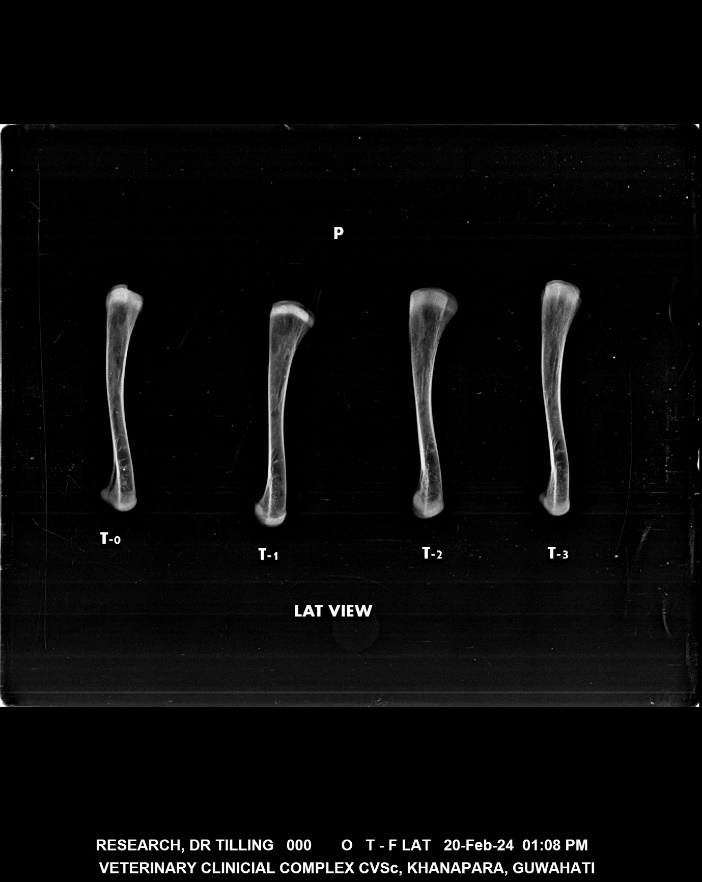 P
T-0
T-1
T-2
T-3
LAT VIEW
RESEARCH, DR TILLING 000 O T - F LAT 20-Feb-24 01:08 PM
VETERINARY CLINICIAL COMPLEX CVSc, KHANAPARA, GUWAHATI